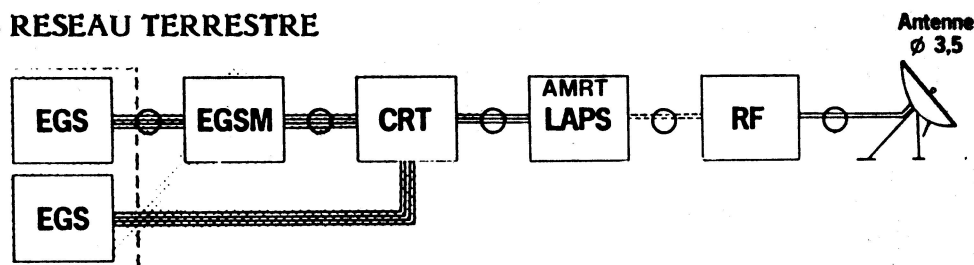 RESEAU TERRESTRE
Antenne
ø 3,5
EGS
EGSM
CRT
AMRT
LAPS
RF
EGS